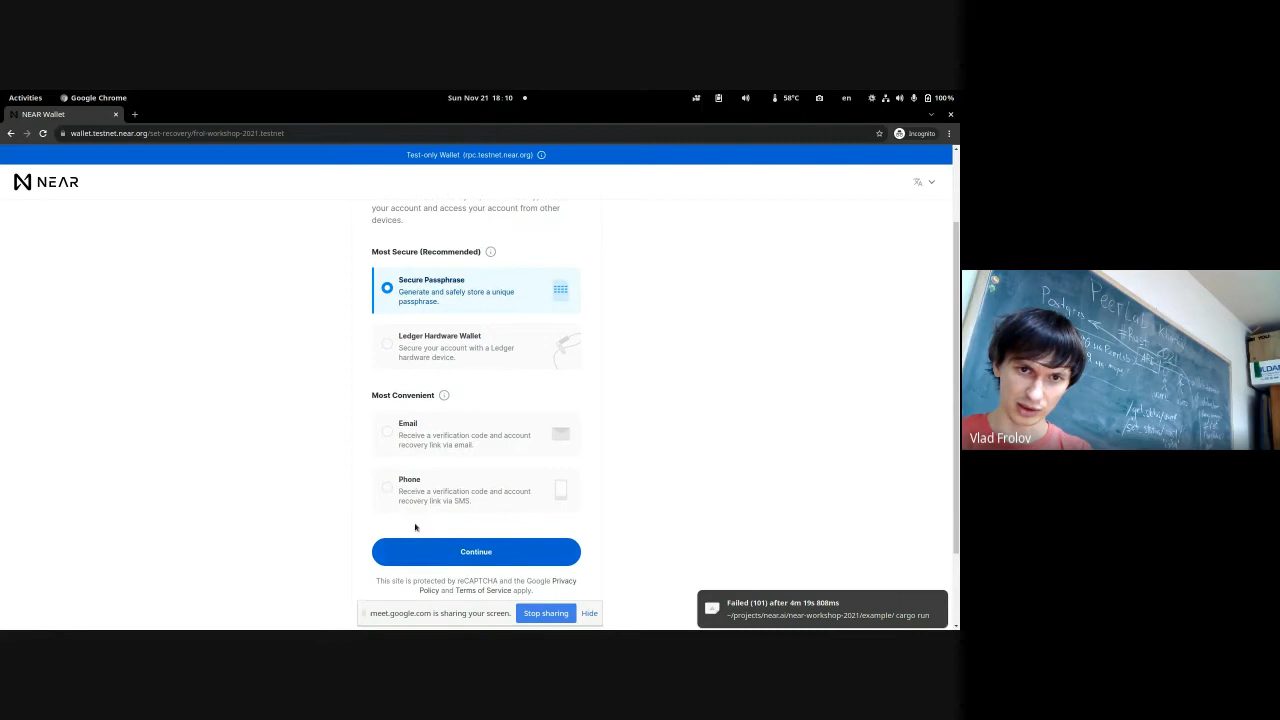 Activities
Google Chrome
Sun Nov 21 18:10
58°C
en
100%
NEAR Wallet
wallet.testnet.near.org/set-recovery/frol-workshop-2021.testnet
Incognito
Test-only Wallet (rpc.testnet.near.org)
NEAR
your account and access your account from other
devices.
Most Secure (Recommended)
Secure Passphrase
Generate and safely store a unique
passphrase.
Ledger Hardware Wallet
Secure your account with a Ledger
hardware device.
Most Convenient
Email
Receive a verification code and account
recovery link via email.
Phone
Receive a verification code and account
recovery link via SMS.
Continue
This site is protected by reCAPTCHA and the Google Privacy
Policy and Terms of Service apply.
meet.google.com is sharing your screen.
Stop sharing
Hide
Failed (101) after 4m 19s 808ms
~/projects/near.ai/near-workshop-2021/example/ cargo run
Postgres
Vlad Frolov